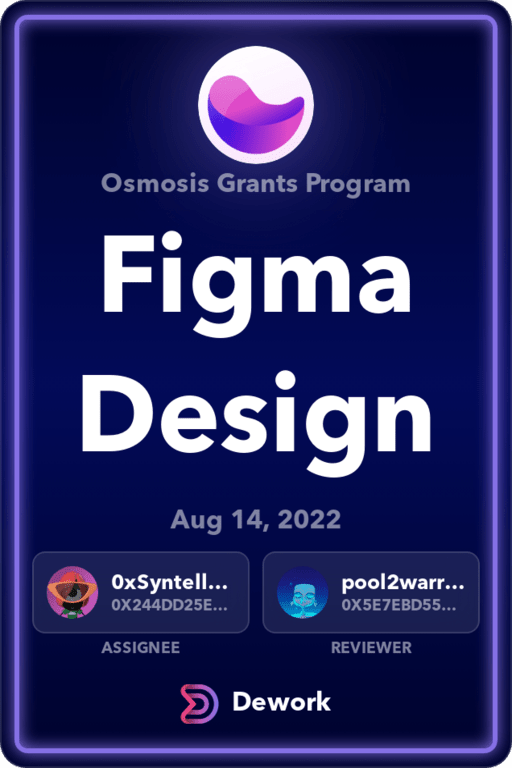 Osmosis Grants Program
Figma
Design
Aug 14, 2022
0xSyntell... pool2warr...
0X244DD25E... 0X5E7EBD55...
ASSIGNEE REVIEWER
Dework